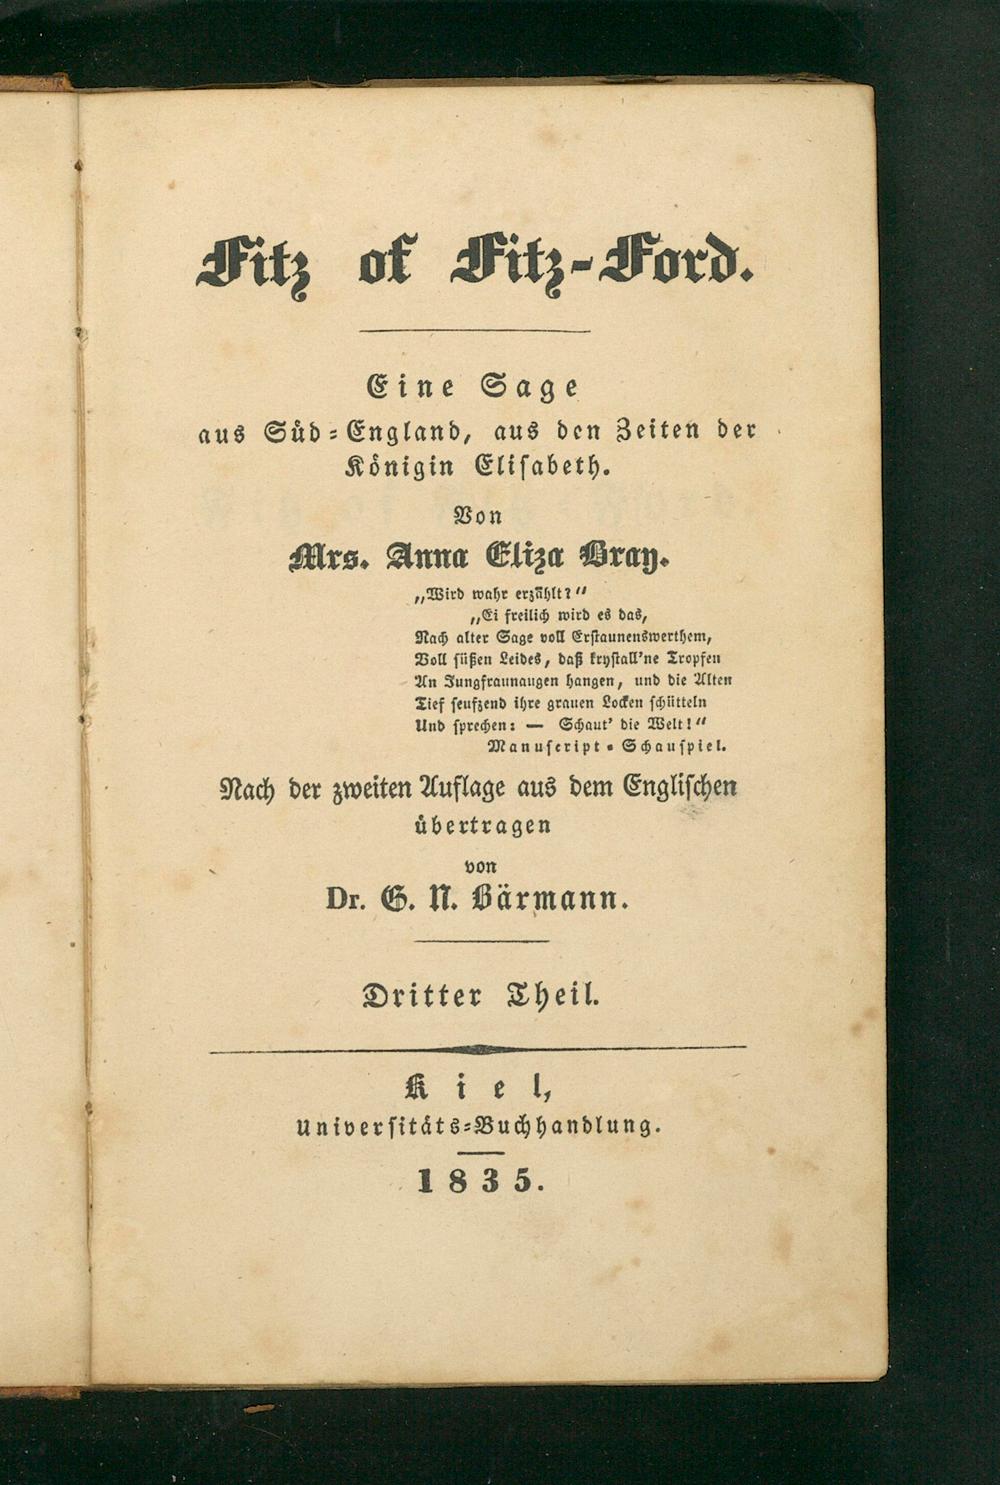 Fitz of Fitz-Ford.
Eine Sage
aus Süd-England, aus den Zeiten der
Königin Elisabeth.
Von
Mrs. Anna Eliza Bray.
„Wird wahr erzählt?“
„Ei freilich wird es das,
Nach alter Sage voll Erstaunenswerthem,
Voll süßen Leides, daß krystall'ne Tropfen
An Jungfraunaugen hangen, und die Alten
Tief seufzend ihre grauen Locken schütteln
Und sprechen: — Schaut' die Welt!“
Manuscript-Schauspiel.
Nach der zweiten Auflage aus dem Englischen
übertragen
von
Dr. G. N. Bärmann.
Dritter Theil.
Kiel,
Universitäts-Buchhandlung.
1835.